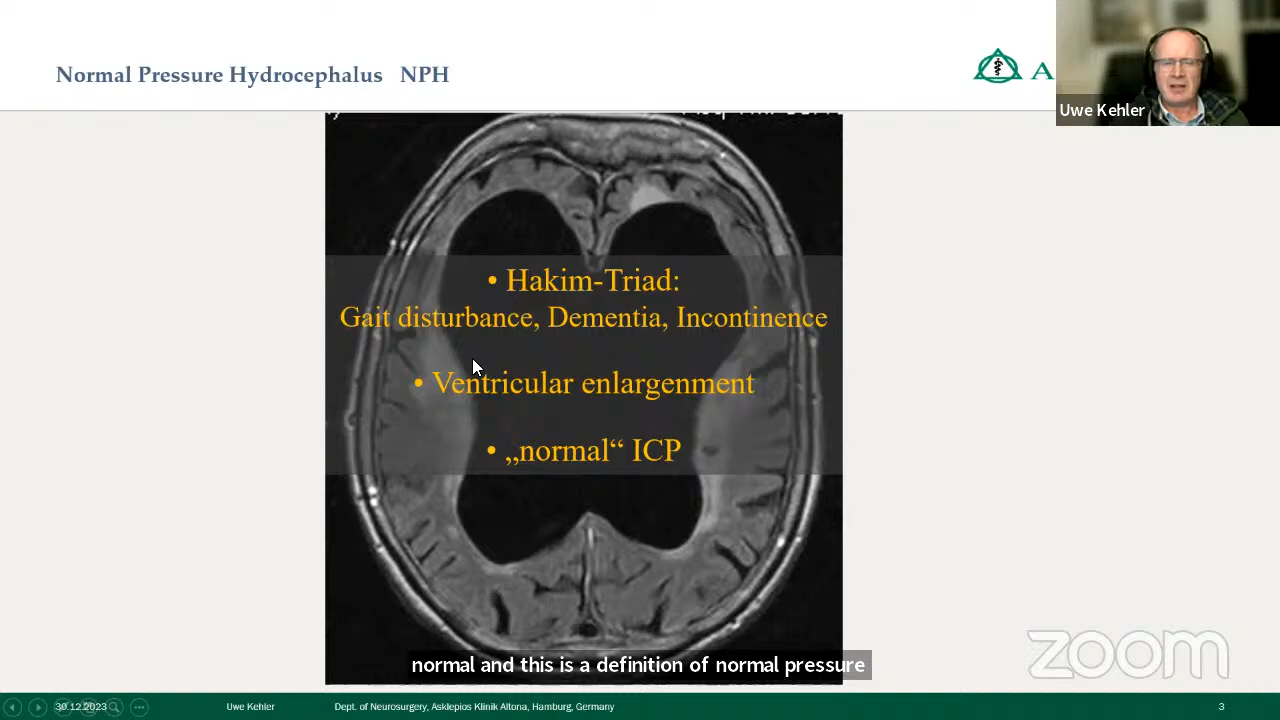 Normal Pressure Hydrocephalus NPH
A
Uwe Kehler
• Hakim-Triad:
Gait disturbance, Dementia, Incontinence
• Ventricular enlargenment
• „normal“ ICP
normal and this is a definition of normal pressure
zoom
30.12.2023 Uwe Kehler Dept. of Neurosurgery, Asklepios Klinik Altona, Hamburg, Germany 3